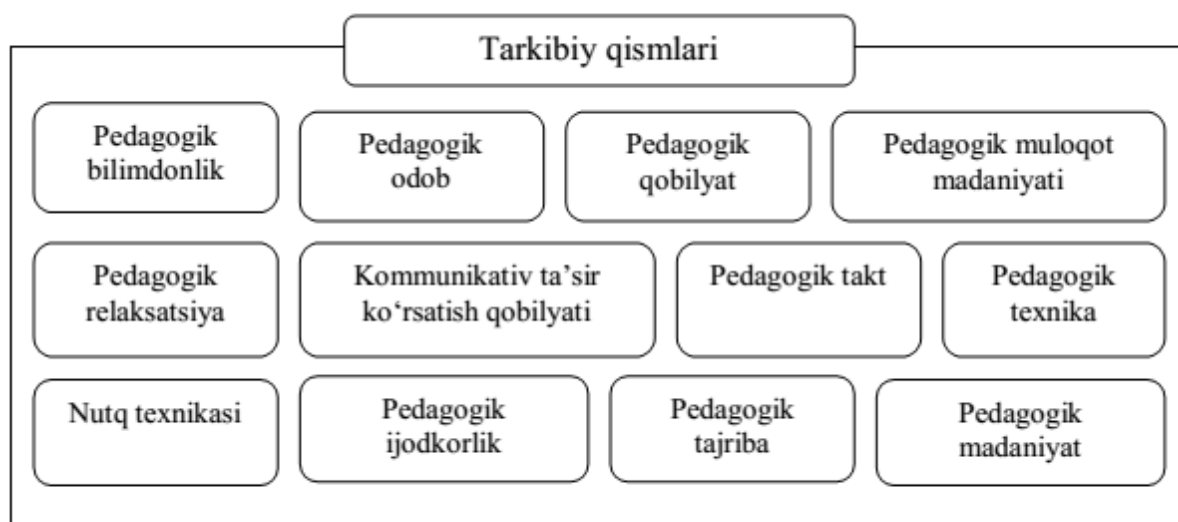 Tarkibiy qismlari
Pedagogik
bilimdonlik
Pedagogik
odob
Pedagogik
qobilyat
Pedagogik muloqot
madaniyati
Pedagogik
relaksatsiya
Kommunikativ ta’sir
ko‘rsatish qobilyati
Pedagogik takt
Pedagogik
texnika
Nutq texnikasi
Pedagogik
ijodkorlik
Pedagogik
tajriba
Pedagogik
madaniyat